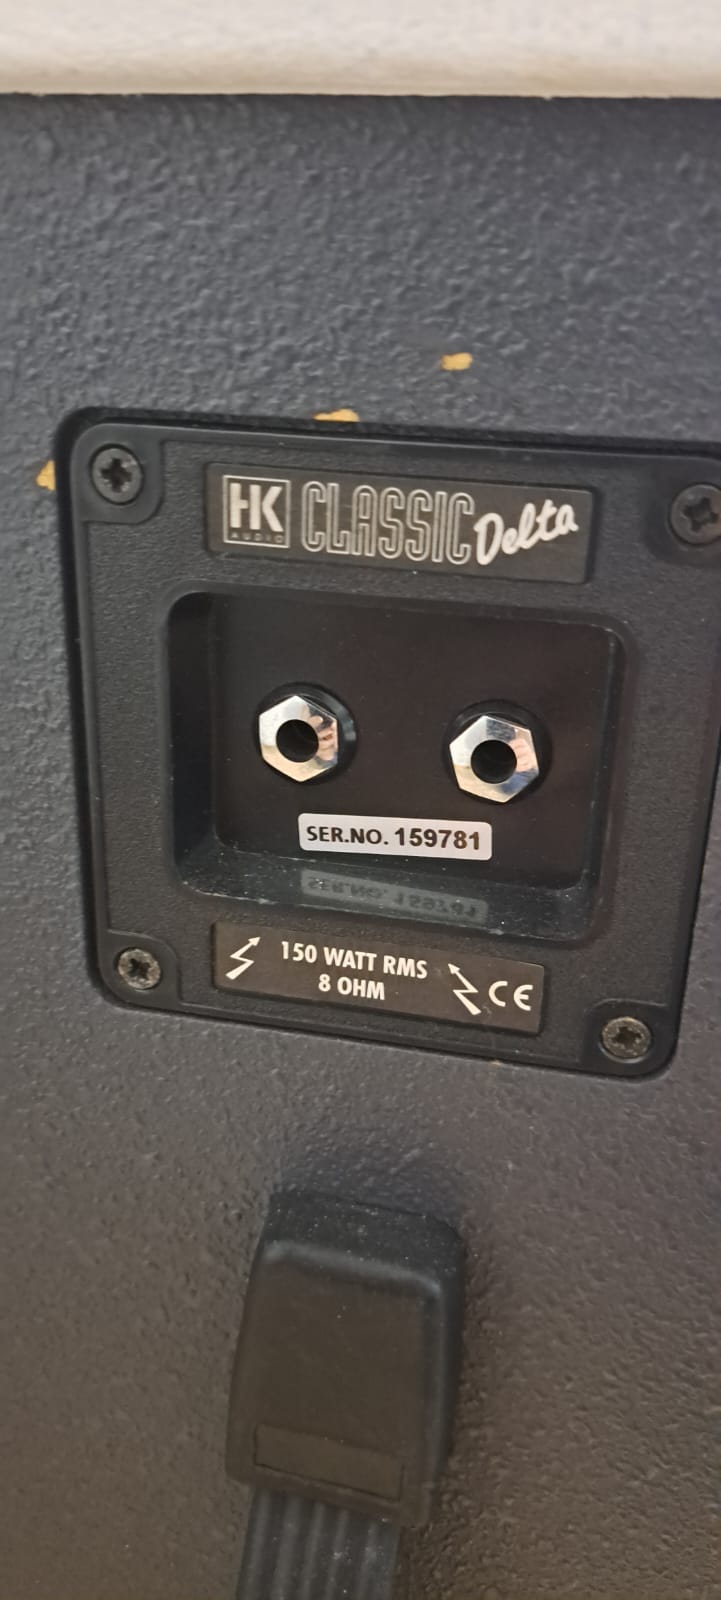 HK CLASSIC Delta
AUDIO
SER.NO. 159781
150 WATT RMS
8 OHM
CE